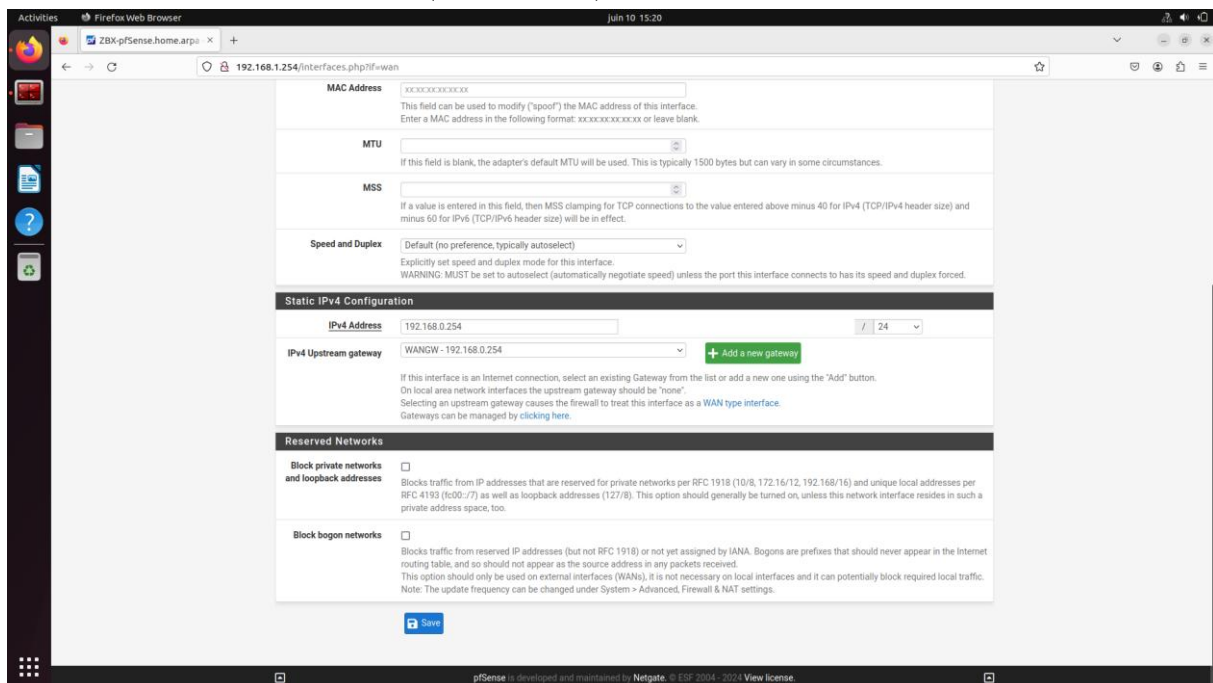 Activities
Firefox Web Browser
juin 10 15:20
ZBX-pfSense.home.arpa
192.168.1.254/interfaces.php?if=wan
MAC Address
xx:xx:xx:xx:xx:xx
This field can be used to modify ("spoof") the MAC address of this interface.
Enter a MAC address in the following format: xx:xx:xx:xx:xx:xx or leave blank.
MTU
If this field is blank, the adapter's default MTU will be used. This is typically 1500 bytes but can vary in some circumstances.
MSS
If a value is entered in this field, then MSS clamping for TCP connections to the value entered above minus 40 for IPv4 (TCP/IPv4 header size) and
minus 60 for IPv6 (TCP/IPv6 header size) will be in effect.
Speed and Duplex
Default (no preference, typically autoselect)
Explicitly set speed and duplex mode for this interface.
WARNING: MUST be set to autoselect (automatically negotiate speed) unless the port this interface connects to has its speed and duplex forced.
Static IPv4 Configuration
IPv4 Address
192.168.0.254
/ 24
IPv4 Upstream gateway
WANGW - 192.168.0.254
Add a new gateway
If this interface is an Internet connection, select an existing Gateway from the list or add a new one using the "Add" button.
On local area network interfaces the upstream gateway should be "none".
Selecting an upstream gateway causes the firewall to treat this interface as a WAN type interface.
Gateways can be managed by clicking here.
Reserved Networks
Block private networks
and loopback addresses
Blocks traffic from IP addresses that are reserved for private networks per RFC 1918 (10/8, 172.16/12, 192.168/16) and unique local addresses per
RFC 4193 (fc00::/7) as well as loopback addresses (127/8). This option should generally be turned on, unless this network interface resides in such a
private address space, too.
Block bogon networks
Blocks traffic from reserved IP addresses (but not RFC 1918) or not yet assigned by IANA. Bogons are prefixes that should never appear in the Internet
routing table, and so should not appear as the source address in any packets received.
This option should only be used on external interfaces (WANs), it is not necessary on local interfaces and it can potentially block required local traffic.
Note: The update frequency can be changed under System > Advanced, Firewall & NAT settings.
Save
pfSense is developed and maintained by Netgate. © ESF 2004 - 2024 View license.